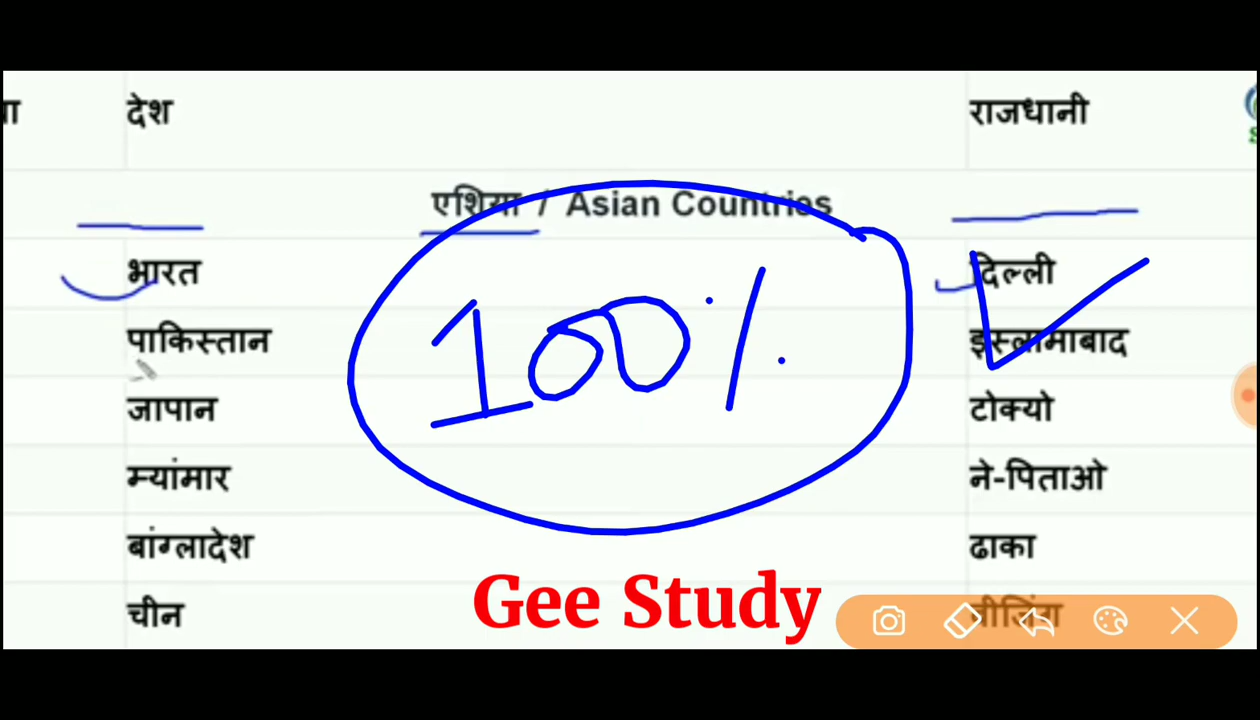 देश राजधानी
एशिया / Asian Countries
भारत दिल्ली
पाकिस्तान इस्लामाबाद
जापान टोक्यो
म्यांमार ने-पिताओ
बांग्लादेश ढाका
चीन बीजिंग
100%
Gee Study